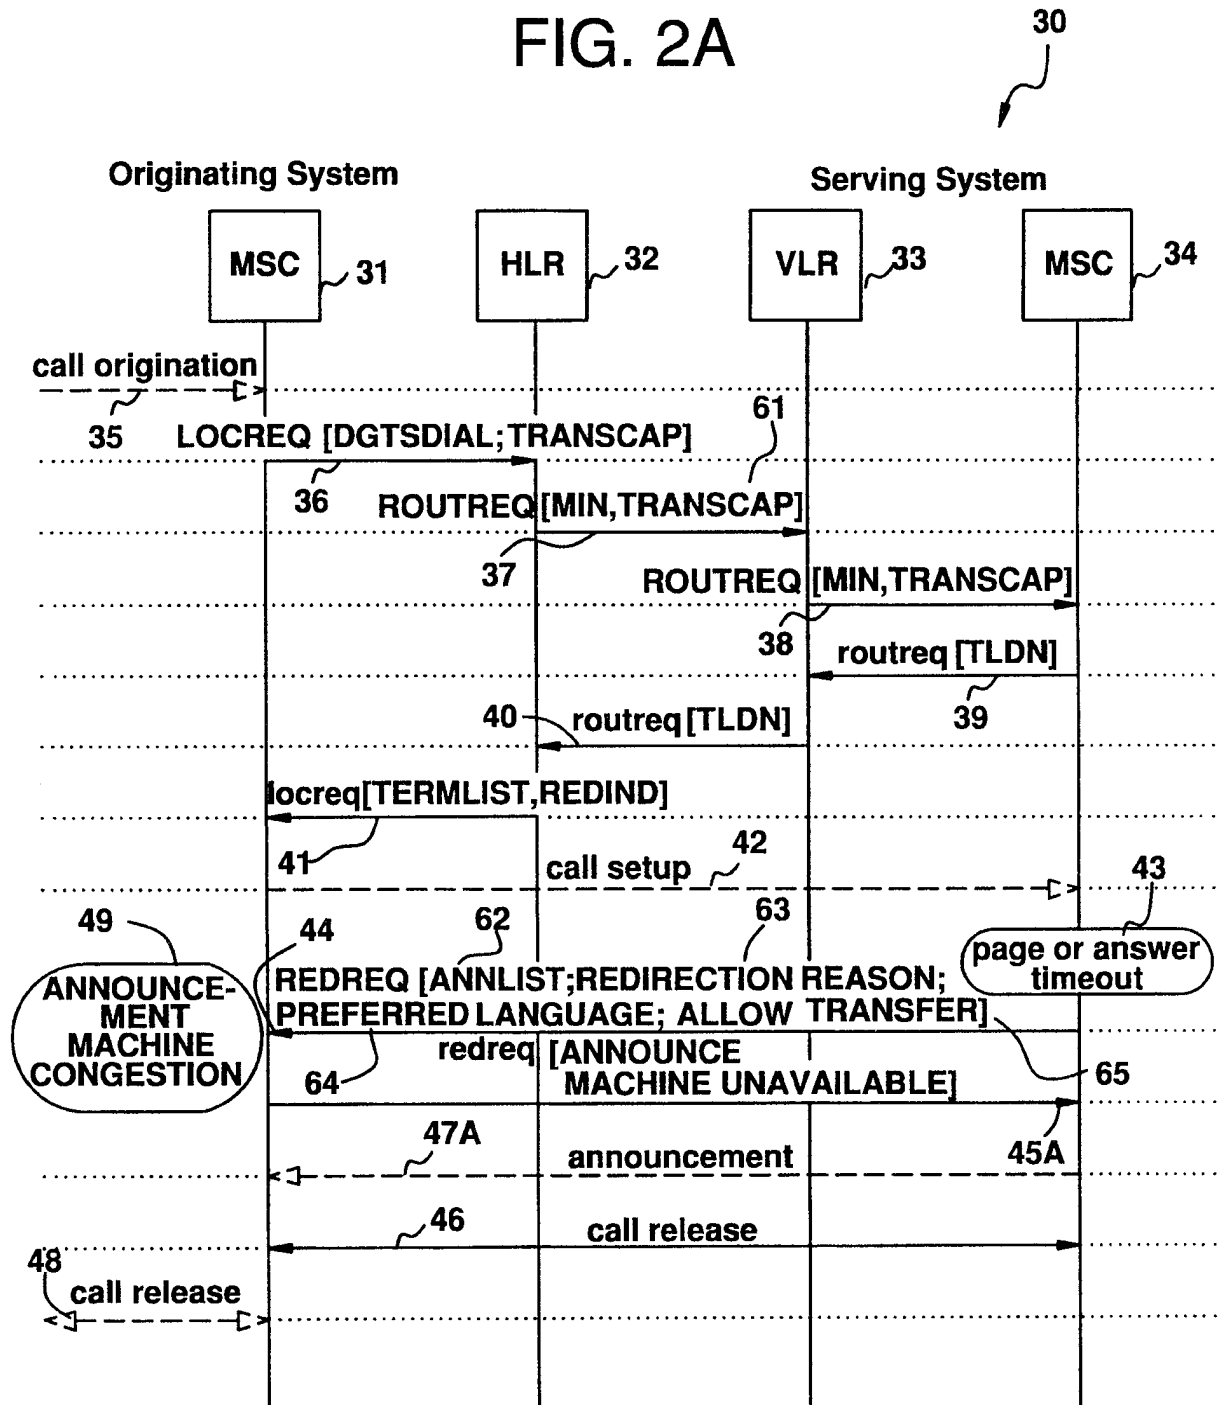 FIG. 2A
30
Originating System
Serving System
MSC
31
HLR
32
VLR
33
MSC
34
call origination
35
61
LOCREQ [DGTSDIAL;TRANSCAP]
36
ROUTREQ [MIN,TRANSCAP]
37
ROUTREQ [MIN,TRANSCAP]
38
routreq [TLDN]
39
40
routreq [TLDN]
locreq[TERMLIST,REDIND]
41
call setup
42
43
page or answer
timeout
49
44
62
63
ANNOUNCE-
MENT
MACHINE
CONGESTION
REDREQ [ANNLIST;REDIRECTION REASON;
PREFERRED LANGUAGE; ALLOW TRANSFER]
64
65
redreq [ANNOUNCE
MACHINE UNAVAILABLE]
45A
47A
announcement
46
call release
48
call release